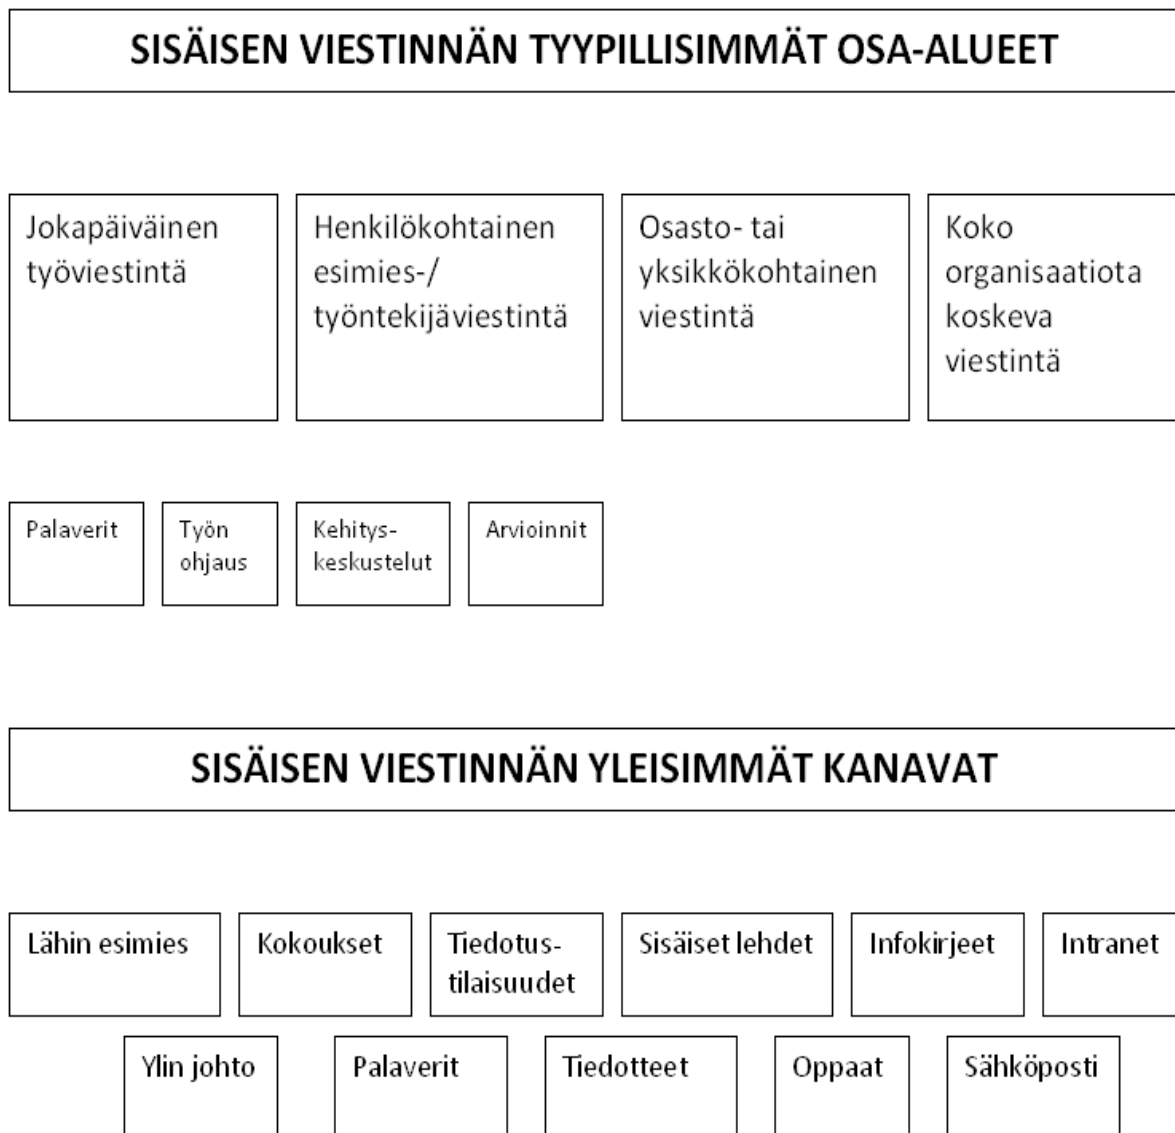 SISÄISEN VIESTINNÄN TYYPILLISIMMÄT OSA-ALUEET
Jokapäiväinen
työviestintä
Henkilökohtainen
esimies-/
työntekijäviestintä
Osasto- tai
yksikkökohtainen
viestintä
Koko
organisaatiota
koskeva
viestintä
Palaverit
Työn
ohjaus
Kehitys-
keskustelut
Arvioinnit
SISÄISEN VIESTINNÄN YLEISIMMÄT KANAVAT
Lähin esimies
Kokoukset
Tiedotus-
tilaisuudet
Sisäiset lehdet
Infokirjeet
Intranet
Ylin johto
Palaverit
Tiedotteet
Oppaat
Sähköposti